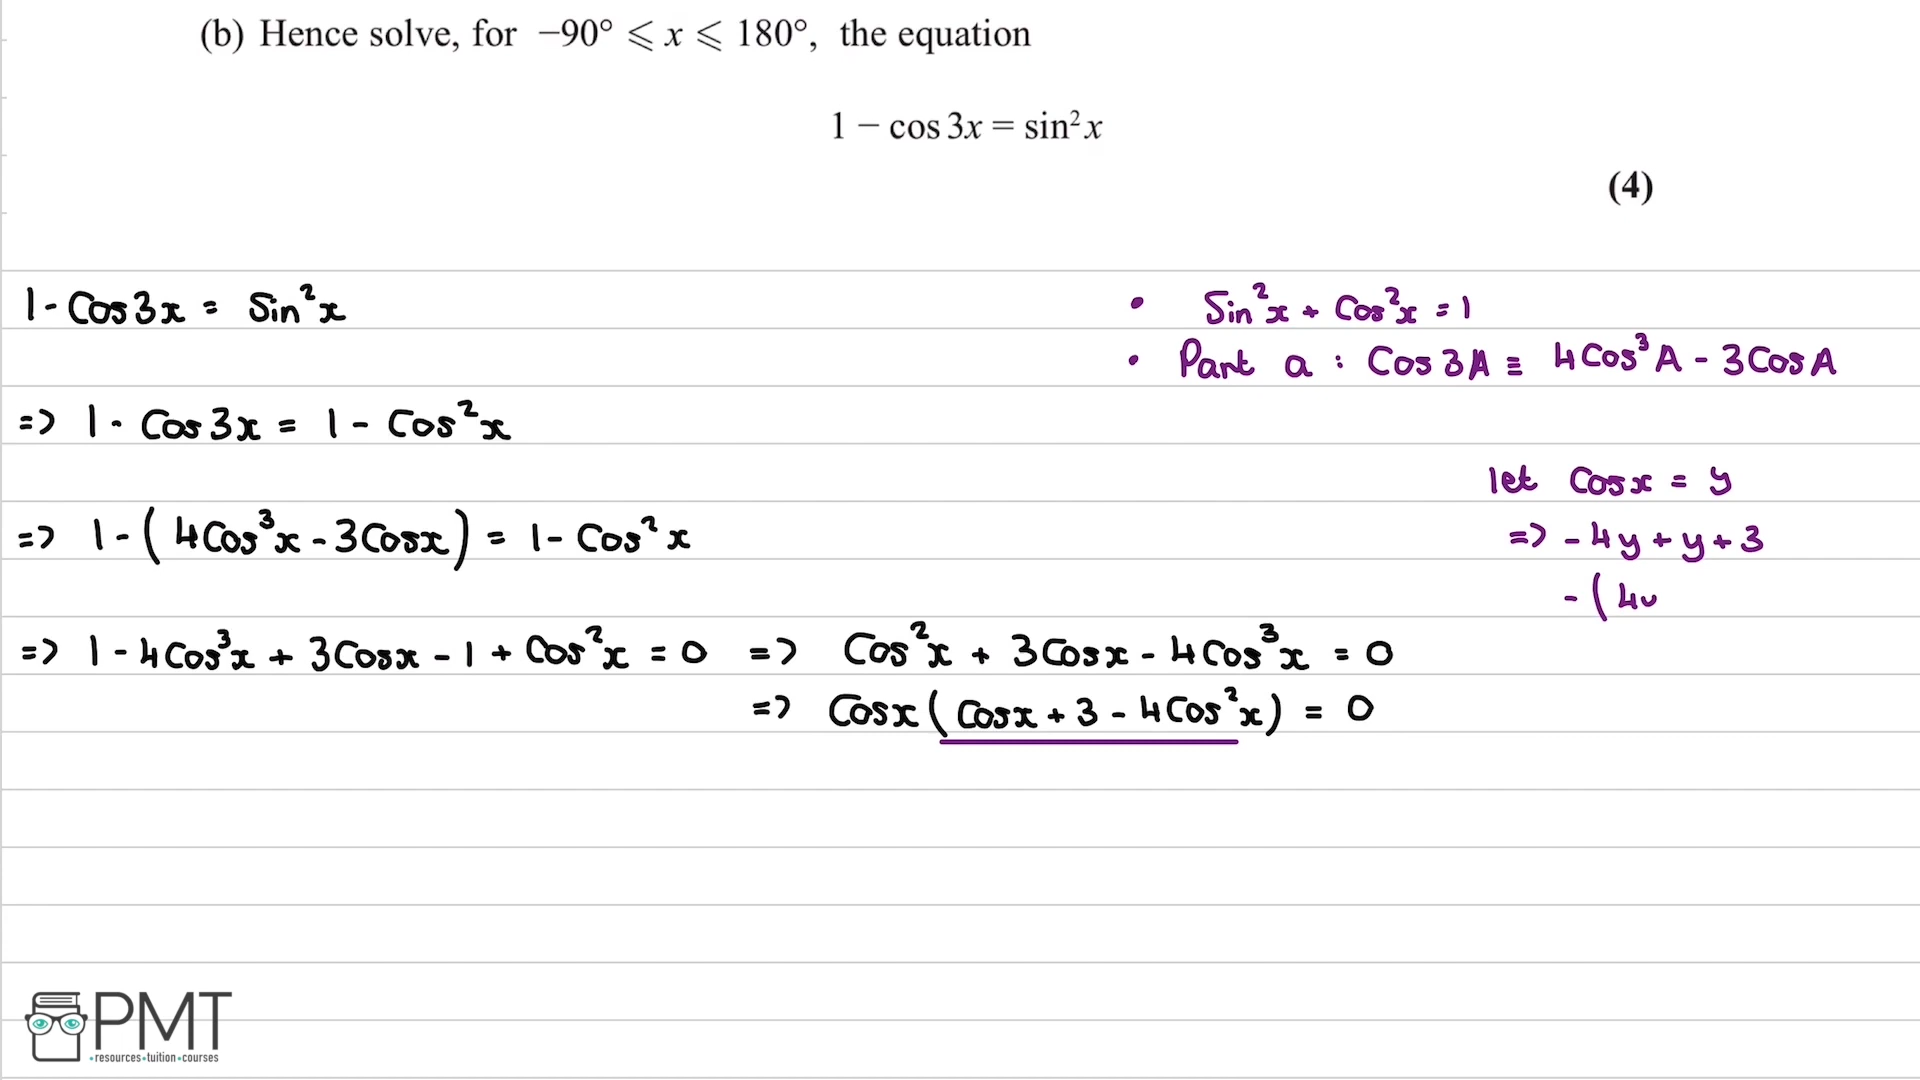 (b) Hence solve, for −90° ⩽ x ⩽ 180°, the equation
1 − cos 3x = sin²x
(4)
1 - Cos3x = Sin²x
• Sin²x + Cos²x = 1
• Part a : Cos3A ≡ 4Cos³A - 3CosA
=> 1 - Cos3x = 1 - Cos²x
let Cosx = y
=> 1 - (4Cos³x - 3Cosx) = 1 - Cos²x
=> -4y + y + 3
- (4
=> 1 - 4Cos³x + 3Cosx - 1 + Cos²x = 0 => Cos²x + 3Cosx - 4Cos³x = 0
=> Cosx(Cosx + 3 - 4Cos²x) = 0
PMT
•resources•tuition•courses